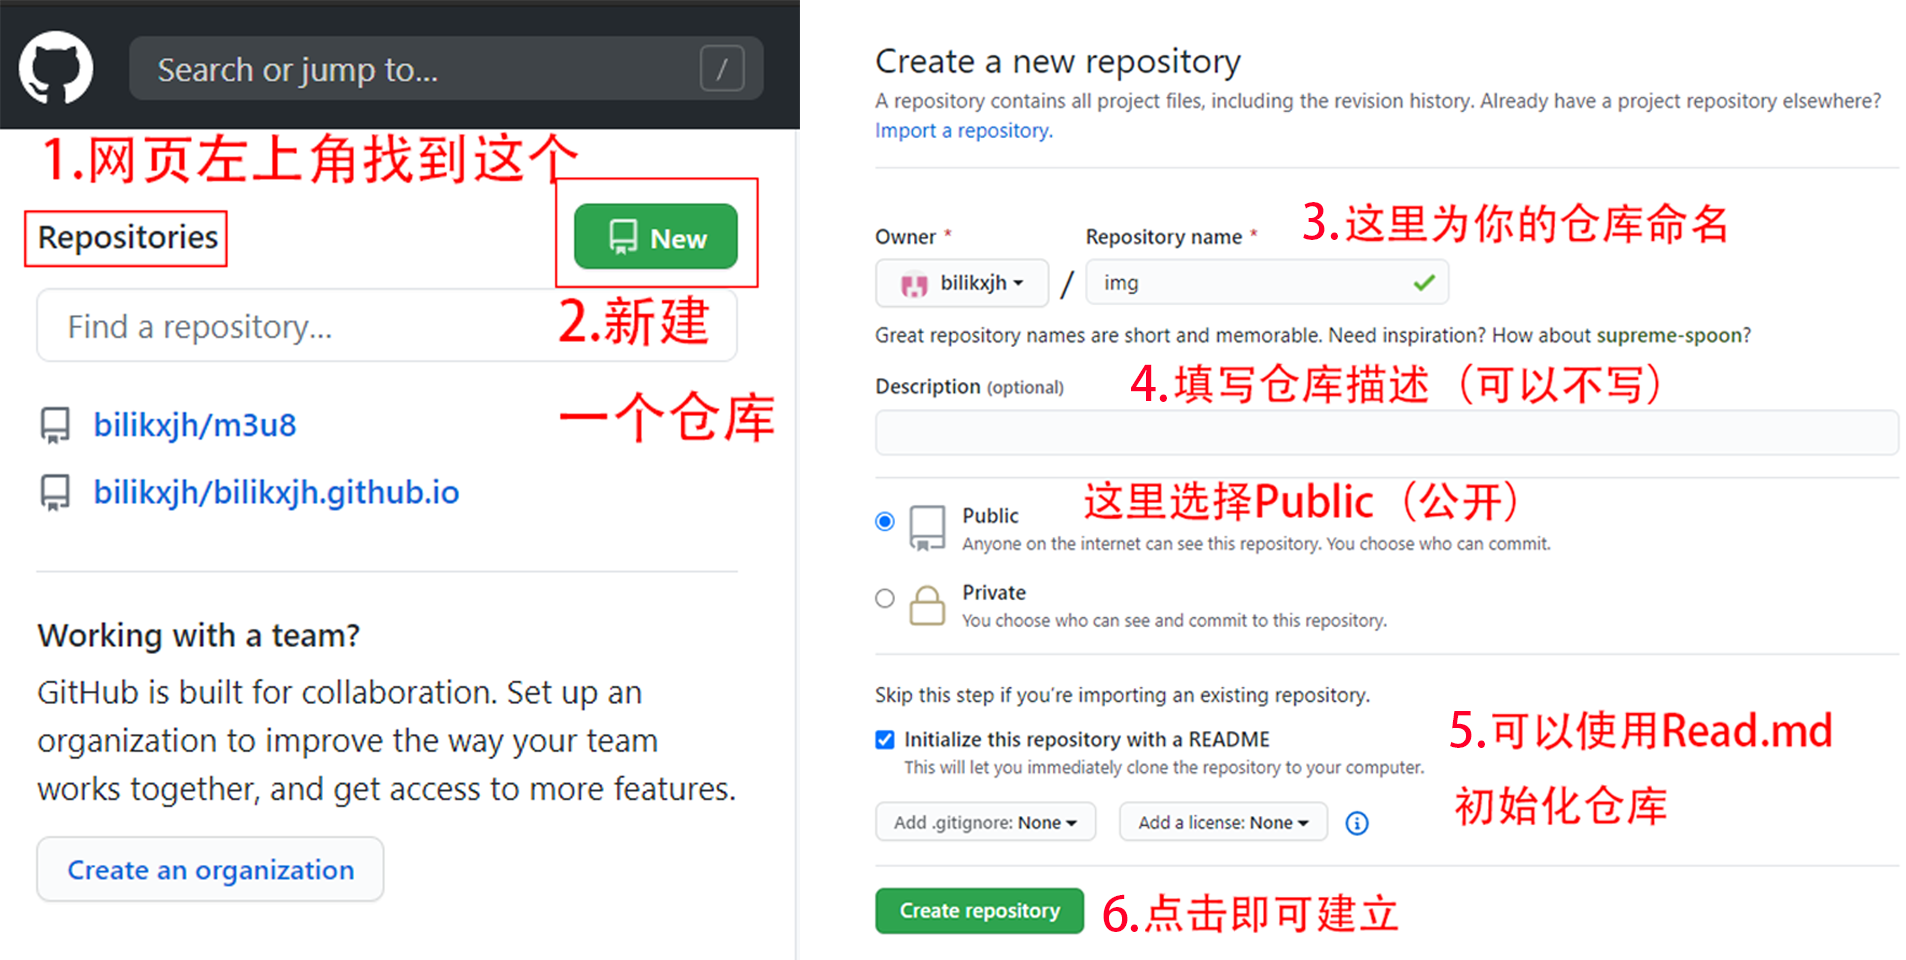 Search or jump to...
/
1.网页左上角找到这个
Repositories
New
Find a repository...
2.新建
一个仓库
bilikxjh/m3u8
bilikxjh/bilikxjh.github.io
Working with a team?
GitHub is built for collaboration. Set up an
organization to improve the way your team
works together, and get access to more features.
Create an organization
Create a new repository
A repository contains all project files, including the revision history. Already have a project repository elsewhere?
Import a repository.
3.这里为你的仓库命名
Owner *
Repository name *
bilikxjh
/
img
Great repository names are short and memorable. Need inspiration? How about supreme-spoon?
Description (optional)
4.填写仓库描述（可以不写）
这里选择Public（公开）
Public
Anyone on the internet can see this repository. You choose who can commit.
Private
You choose who can see and commit to this repository.
Skip this step if you're importing an existing repository.
Initialize this repository with a README
This will let you immediately clone the repository to your computer.
5.可以使用Read.md
初始化仓库
Add .gitignore: None
Add a license: None
Create repository
6.点击即可建立